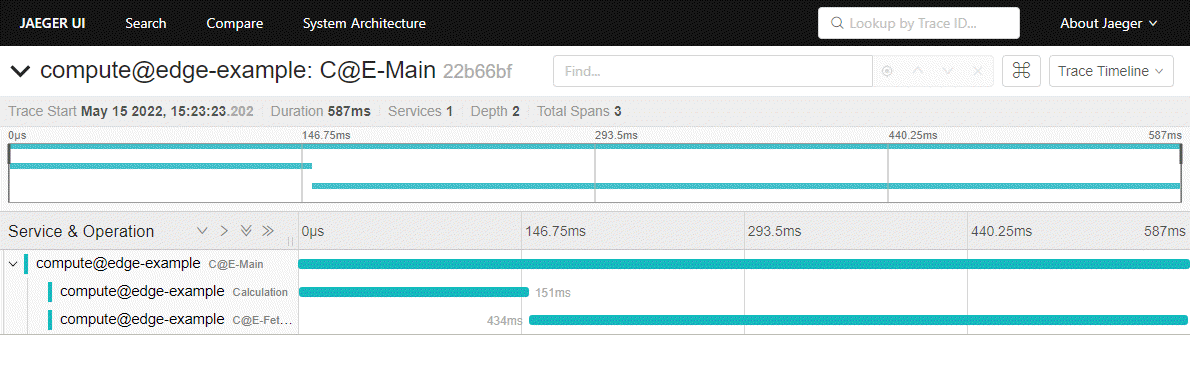 JAEGER UI Search Compare System Architecture Lookup by Trace ID... About Jaeger
compute@edge-example: C@E-Main 22b66bf Find... Trace Timeline
Trace Start May 15 2022, 15:23:23.202 Duration 587ms Services 1 Depth 2 Total Spans 3
0μs 146.75ms 293.5ms 440.25ms 587ms
Service & Operation 0μs 146.75ms 293.5ms 440.25ms 587ms
compute@edge-example C@E-Main
compute@edge-example Calculation 151ms
compute@edge-example C@E-Fet... 434ms